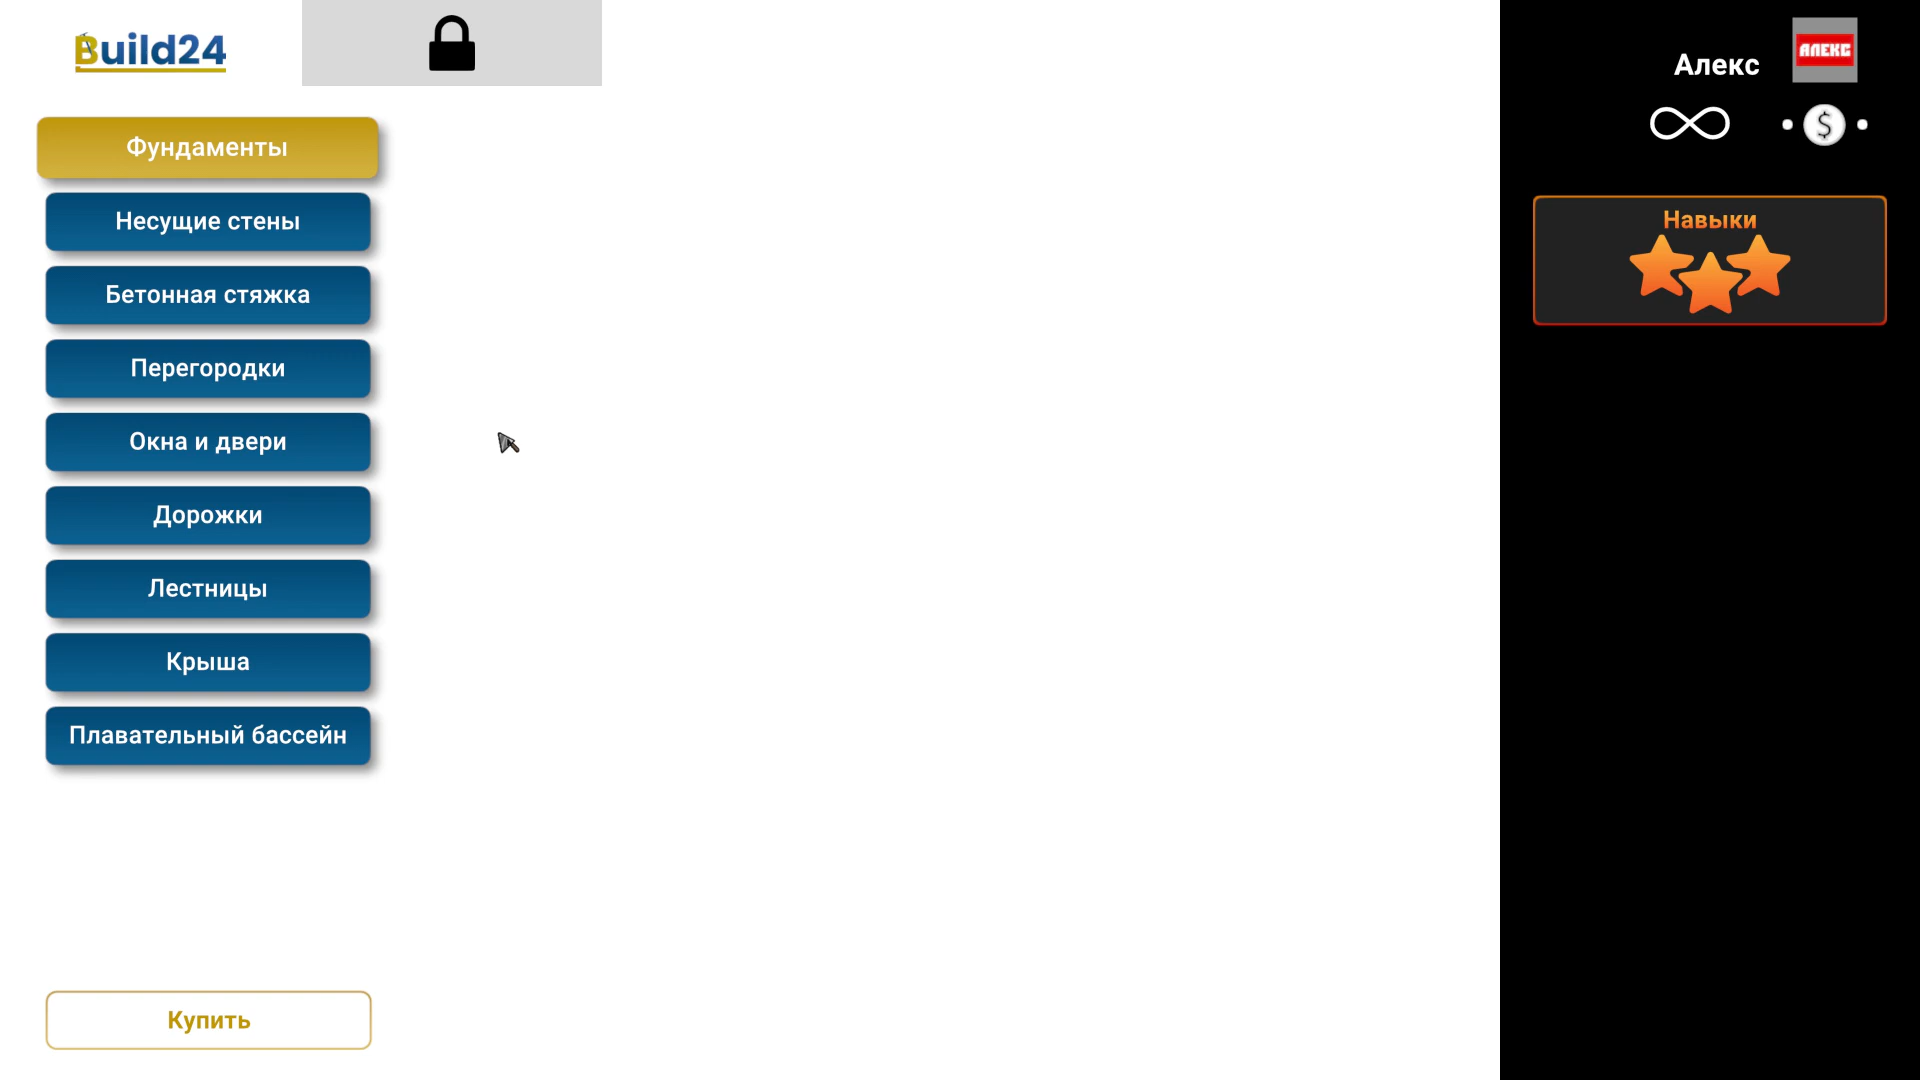 Build24
Фундаменты
Несущие стены
Бетонная стяжка
Перегородки
Окна и двери
Дорожки
Лестницы
Крыша
Плавательный бассейн
Купить
Алекс
АЛЕКС
$
Навыки